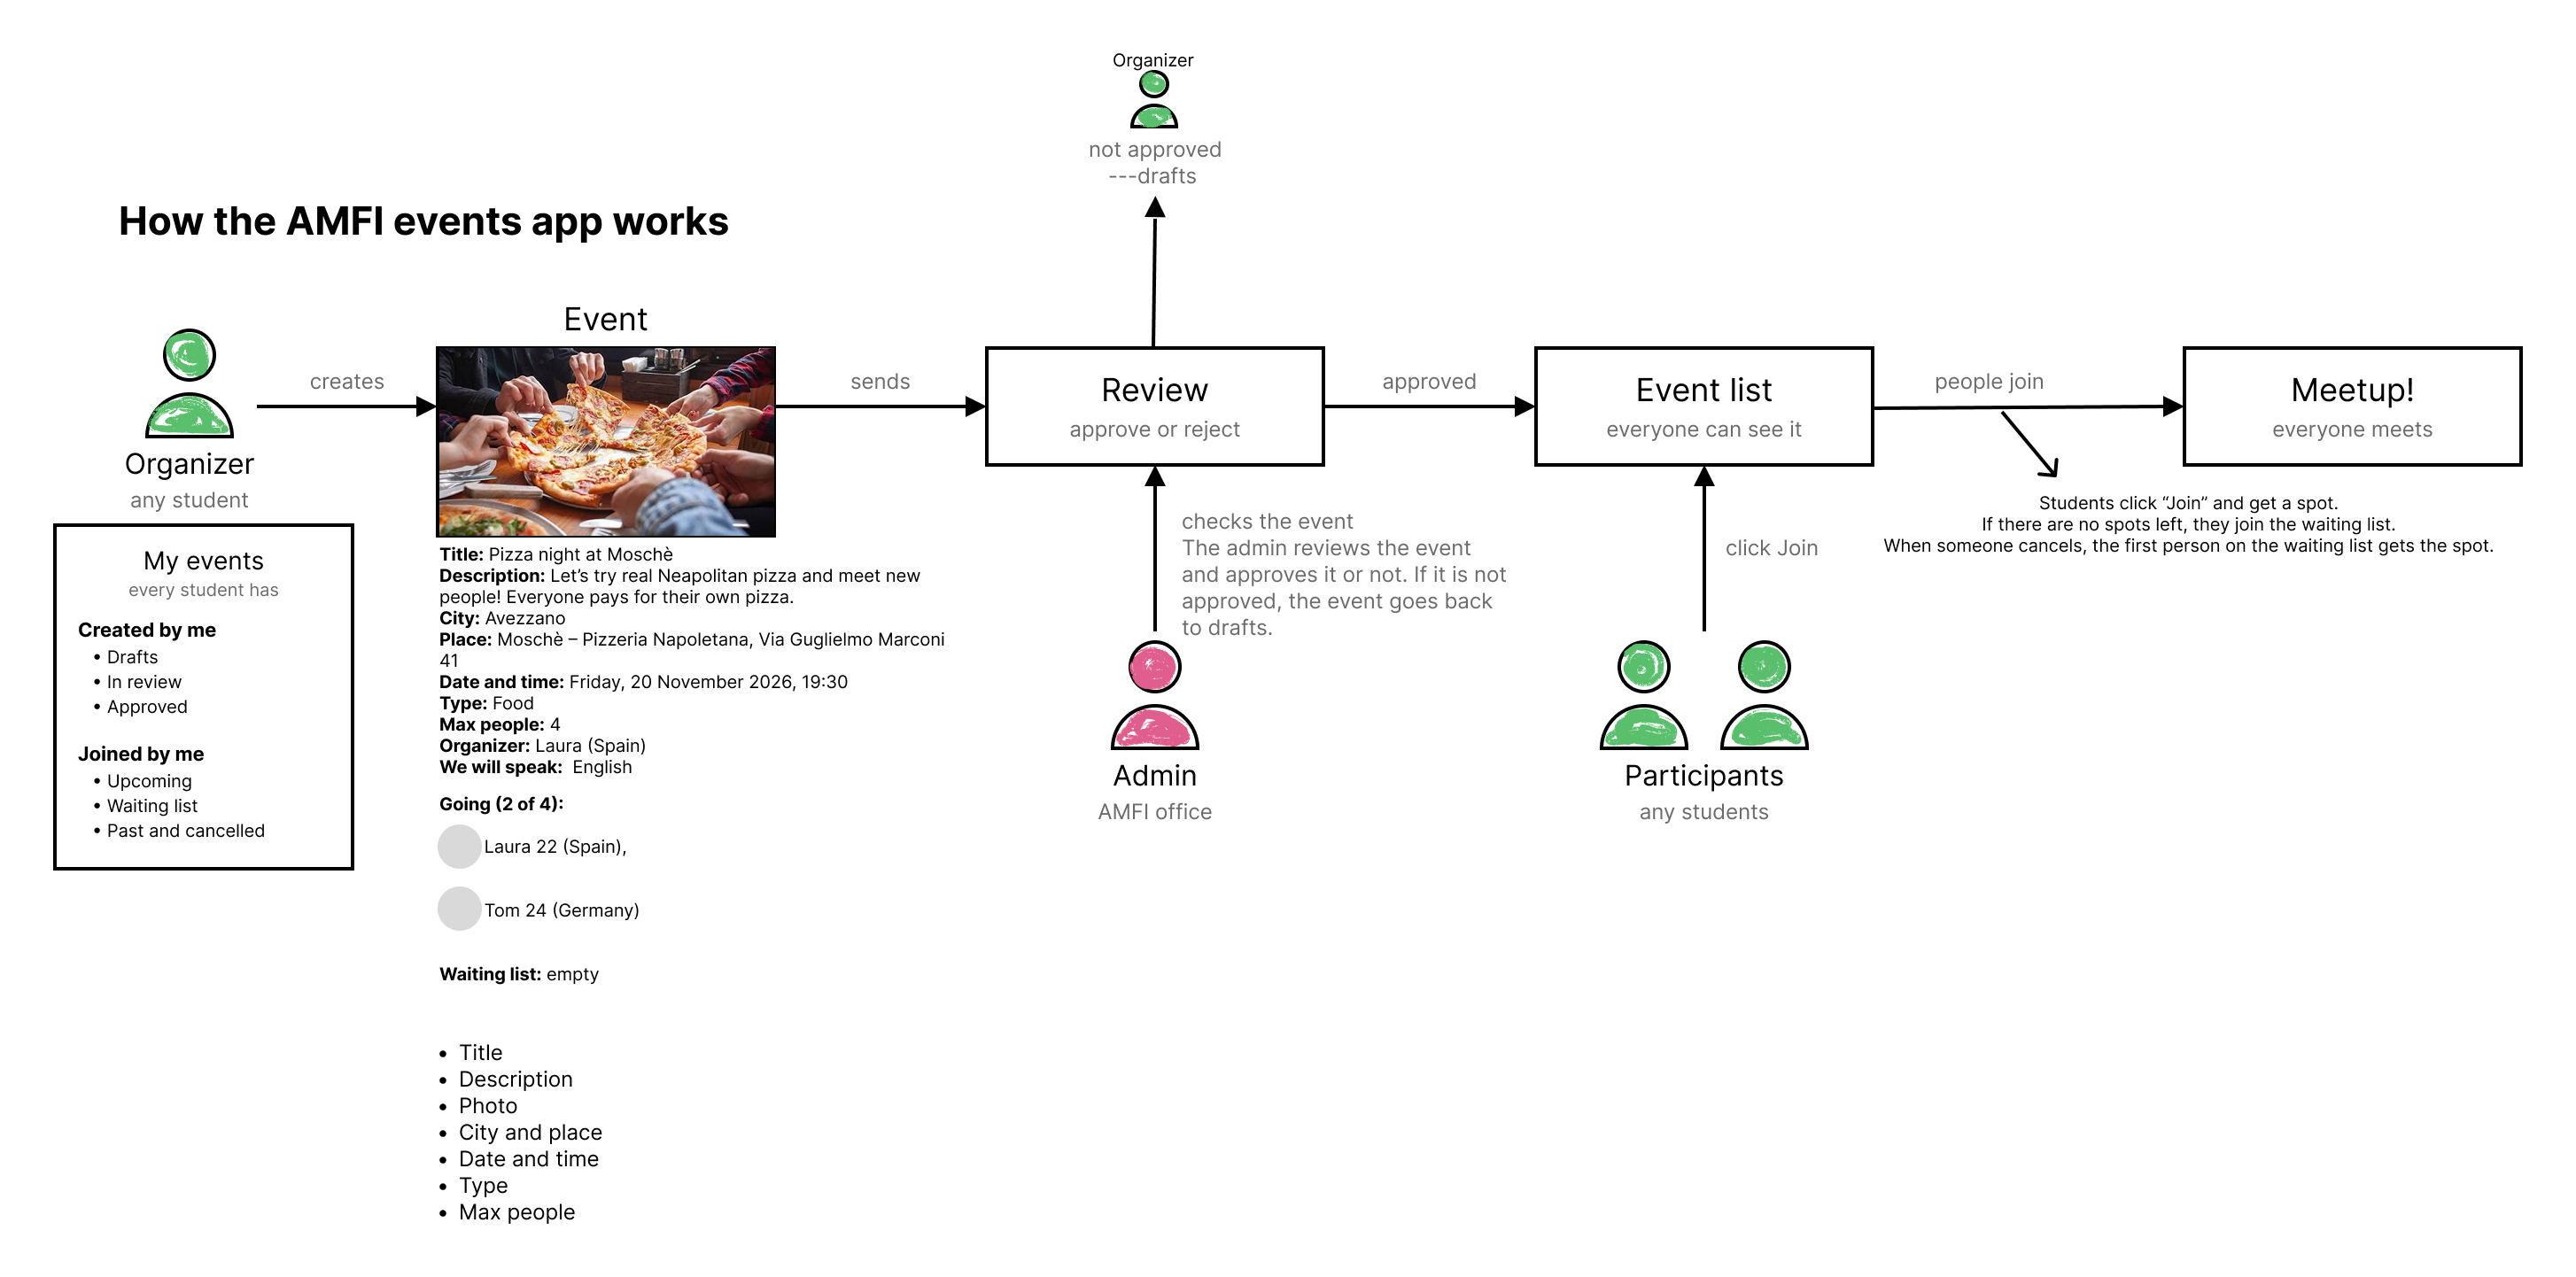 Organizer
not approved
---drafts
How the AMFI events app works
Event
creates
sends
Review
approve or reject
approved
Event list
everyone can see it
people join
Meetup!
everyone meets
Organizer
any student
My events
every student has
Created by me
• Drafts
• In review
• Approved
Joined by me
• Upcoming
• Waiting list
• Past and cancelled
Title: Pizza night at Moschè
Description: Let’s try real Neapolitan pizza and meet new
people! Everyone pays for their own pizza.
City: Avezzano
Place: Moschè – Pizzeria Napoletana, Via Guglielmo Marconi
41
Date and time: Friday, 20 November 2026, 19:30
Type: Food
Max people: 4
Organizer: Laura (Spain)
We will speak:  English
Going (2 of 4):
Laura 22 (Spain),
Tom 24 (Germany)
Waiting list: empty
• Title
• Description
• Photo
• City and place
• Date and time
• Type
• Max people
checks the event
The admin reviews the event
and approves it or not. If it is not
approved, the event goes back
to drafts.
Admin
AMFI office
click Join
Participants
any students
Students click “Join” and get a spot.
If there are no spots left, they join the waiting list.
When someone cancels, the first person on the waiting list gets the spot.